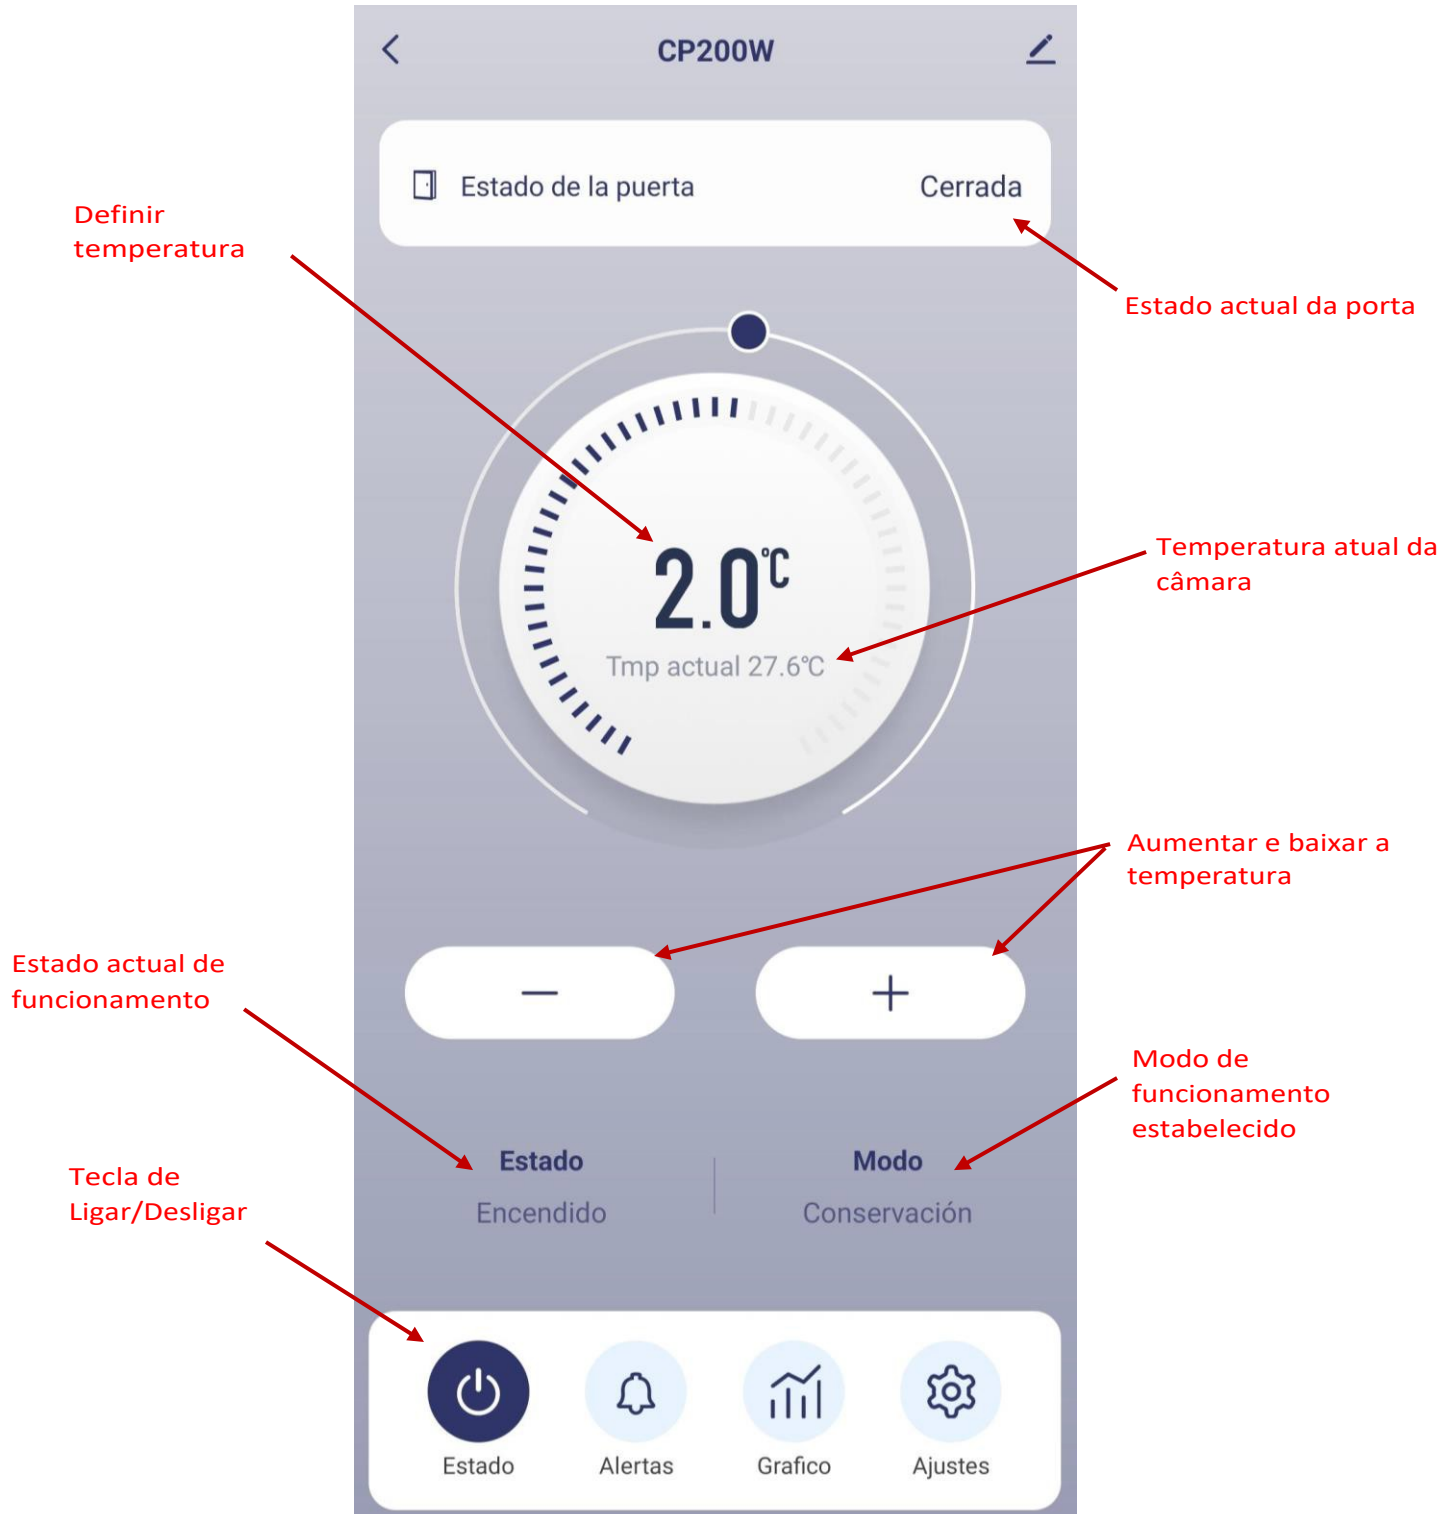 CP200W
Estado de la puerta
Cerrada
Definir
temperatura
Estado actual da porta
2.0°C
Tmp actual 27.6°C
Temperatura atual da
câmara
Aumentar e baixar a
temperatura
Estado actual de
funcionamento
−
+
Modo de
funcionamento
estabelecido
Estado
Modo
Encendido
Conservación
Tecla de
Ligar/Desligar
Estado
Alertas
Grafico
Ajustes